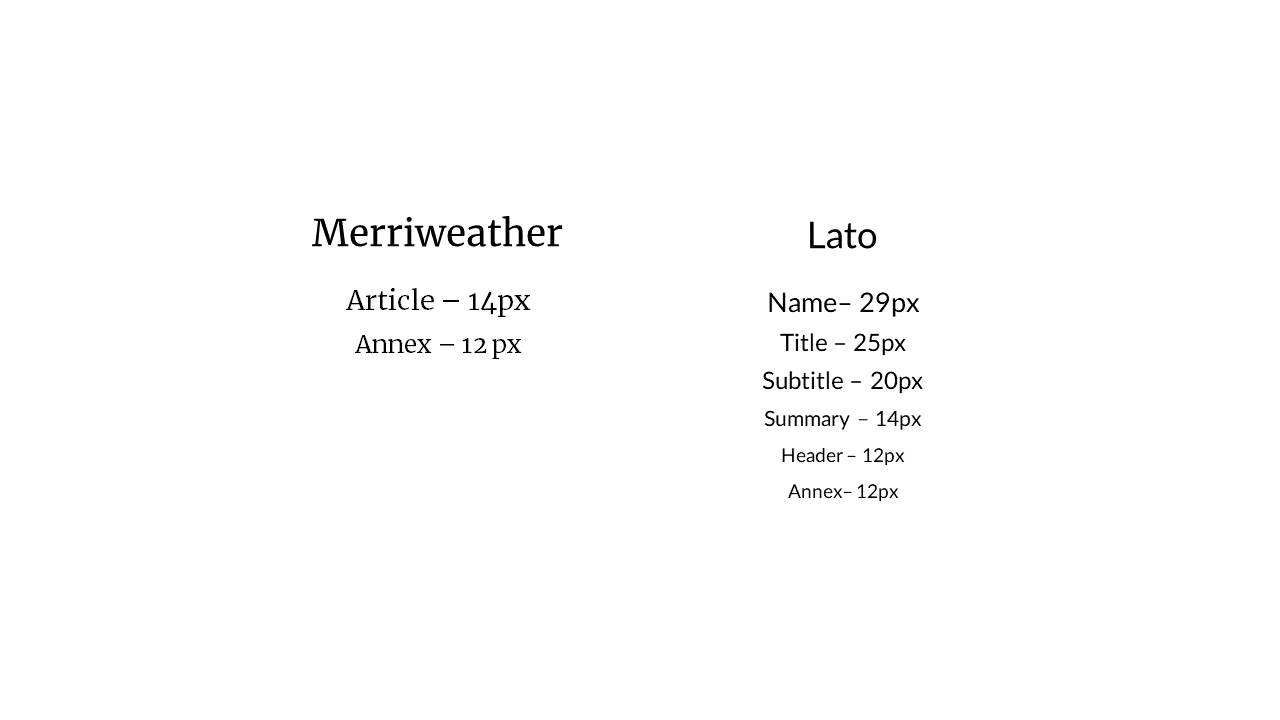 Merriweather
Article – 14px
Annex – 12 px
Lato
Name– 29px
Title – 25px
Subtitle – 20px
Summary – 14px
Header – 12px
Annex– 12px